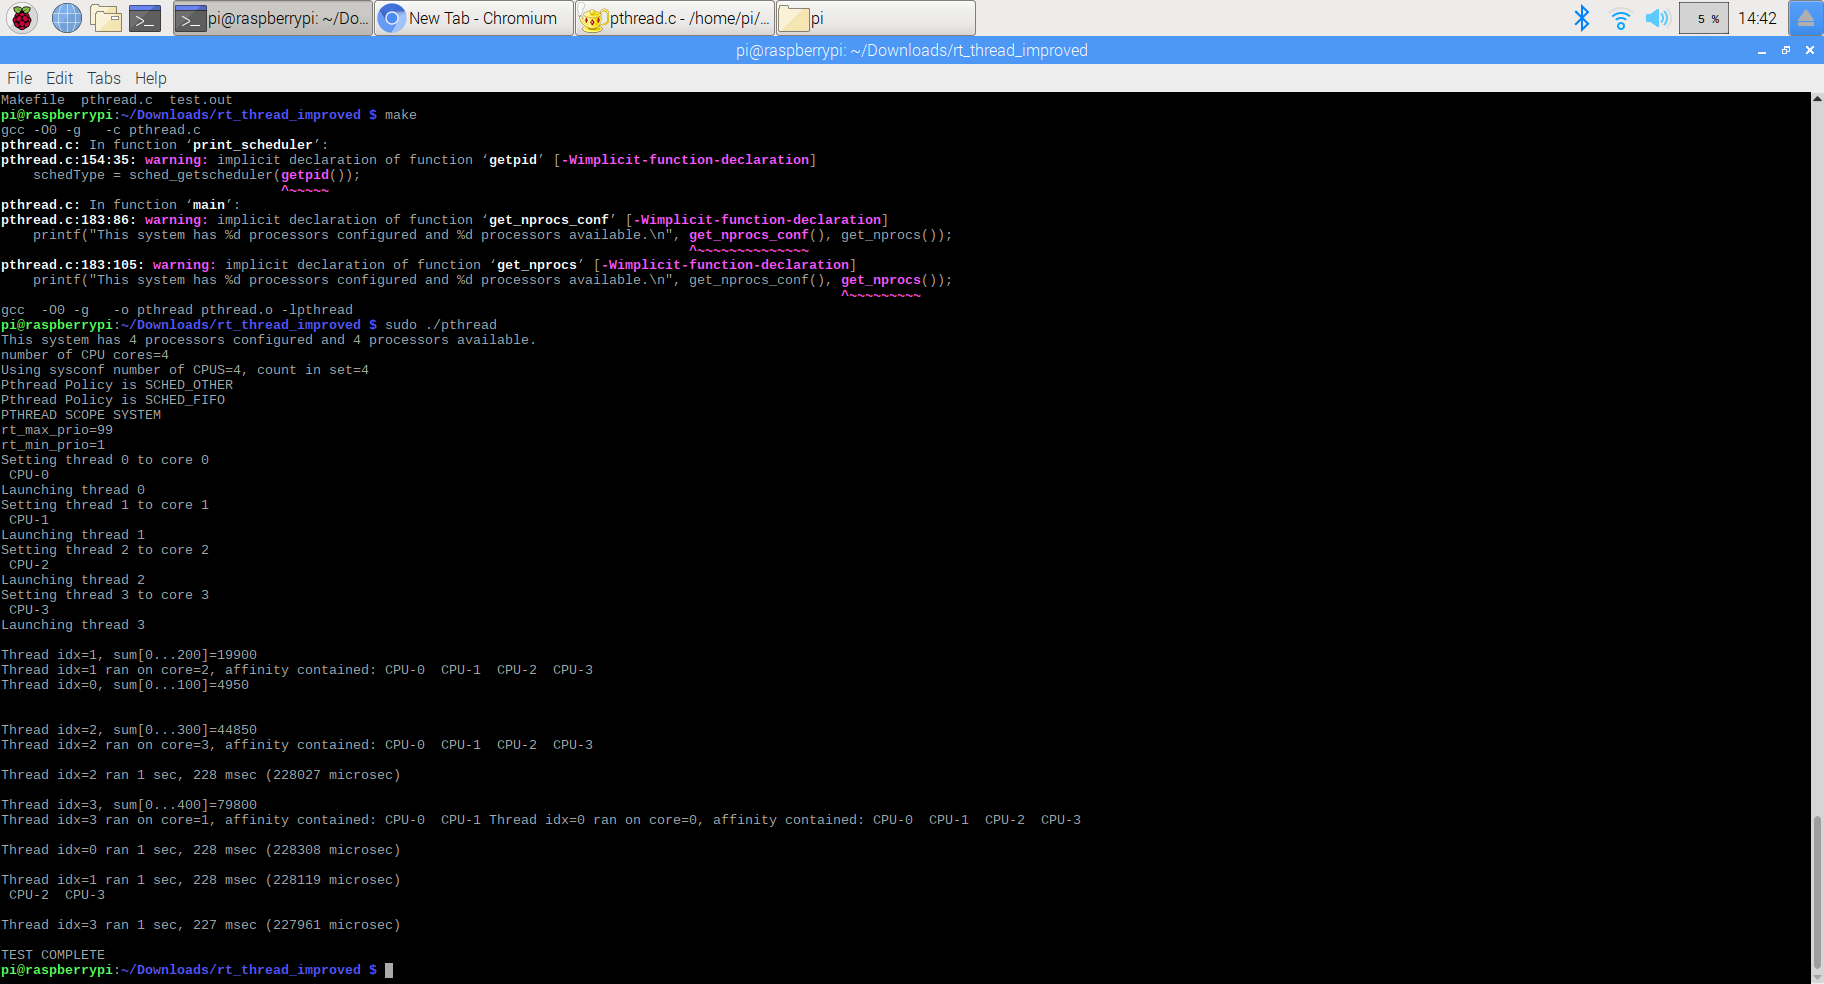 pi@raspberrypi: ~/Do...
New Tab - Chromium
pthread.c - /home/pi/...
pi
5 %
14:42
pi@raspberrypi: ~/Downloads/rt_thread_improved
File Edit Tabs Help
Makefile  pthread.c  test.out
pi@raspberrypi:~/Downloads/rt_thread_improved $ make
gcc -O0 -g   -c pthread.c
pthread.c: In function ‘print_scheduler’:
pthread.c:154:35: warning: implicit declaration of function ‘getpid’ [-Wimplicit-function-declaration]
    schedType = sched_getscheduler(getpid());
                                   ^~~~~~
pthread.c: In function ‘main’:
pthread.c:183:86: warning: implicit declaration of function ‘get_nprocs_conf’ [-Wimplicit-function-declaration]
    printf("This system has %d processors configured and %d processors available.\n", get_nprocs_conf(), get_nprocs());
                                                                                      ^~~~~~~~~~~~~~~
pthread.c:183:105: warning: implicit declaration of function ‘get_nprocs’ [-Wimplicit-function-declaration]
    printf("This system has %d processors configured and %d processors available.\n", get_nprocs_conf(), get_nprocs());
                                                                                                         ^~~~~~~~~~
gcc  -O0 -g   -o pthread pthread.o -lpthread
pi@raspberrypi:~/Downloads/rt_thread_improved $ sudo ./pthread
This system has 4 processors configured and 4 processors available.
number of CPU cores=4
Using sysconf number of CPUS=4, count in set=4
Pthread Policy is SCHED_OTHER
Pthread Policy is SCHED_FIFO
PTHREAD SCOPE SYSTEM
rt_max_prio=99
rt_min_prio=1
Setting thread 0 to core 0
 CPU-0
Launching thread 0
Setting thread 1 to core 1
 CPU-1
Launching thread 1
Setting thread 2 to core 2
 CPU-2
Launching thread 2
Setting thread 3 to core 3
 CPU-3
Launching thread 3
Thread idx=1, sum[0...200]=19900
Thread idx=1 ran on core=2, affinity contained: CPU-0  CPU-1  CPU-2  CPU-3
Thread idx=0, sum[0...100]=4950
Thread idx=2, sum[0...300]=44850
Thread idx=2 ran on core=3, affinity contained: CPU-0  CPU-1  CPU-2  CPU-3
Thread idx=2 ran 1 sec, 228 msec (228027 microsec)
Thread idx=3, sum[0...400]=79800
Thread idx=3 ran on core=1, affinity contained: CPU-0  CPU-1 Thread idx=0 ran on core=0, affinity contained: CPU-0  CPU-1  CPU-2  CPU-3
Thread idx=0 ran 1 sec, 228 msec (228308 microsec)
Thread idx=1 ran 1 sec, 228 msec (228119 microsec)
 CPU-2  CPU-3
Thread idx=3 ran 1 sec, 227 msec (227961 microsec)
TEST COMPLETE
pi@raspberrypi:~/Downloads/rt_thread_improved $